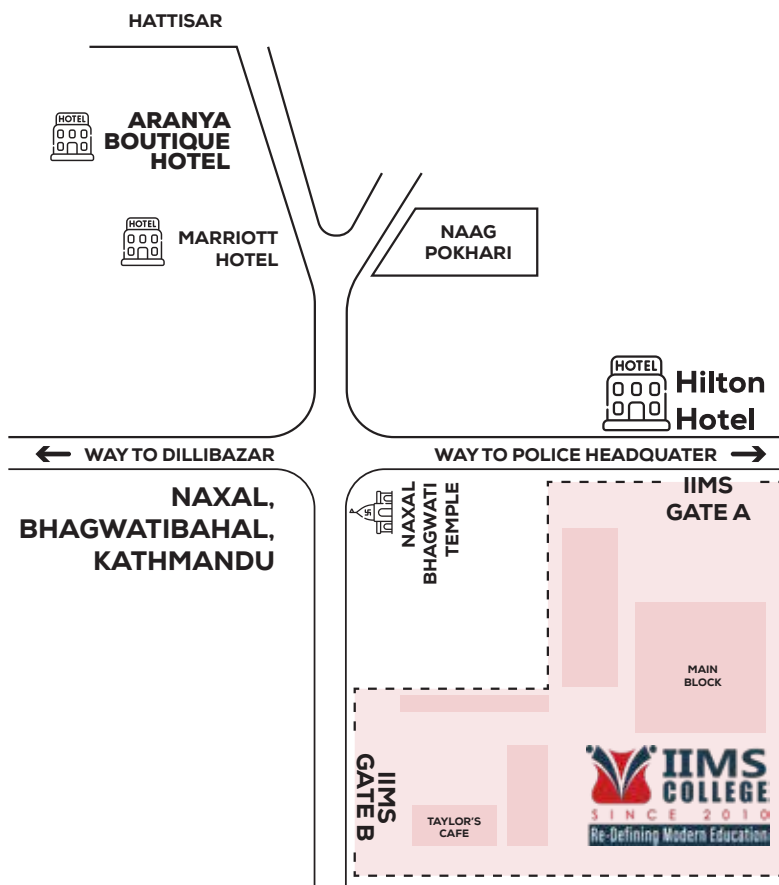 HATTISAR
HOTEL
ARANYA
BOUTIQUE
HOTEL
HOTEL
MARRIOTT
HOTEL
NAAG
POKHARI
HOTEL
Hilton
Hotel
WAY TO DILLIBAZAR
WAY TO POLICE HEADQUATER
NAXAL,
BHAGWATIBAHAL,
KATHMANDU
NAXAL
BHAGWATI
TEMPLE
IIMS
GATE A
MAIN
BLOCK
IIMS
GATE B
TAYLOR'S
CAFE
IIMS
COLLEGE
SINCE 2010
Re-Defining Modern Education